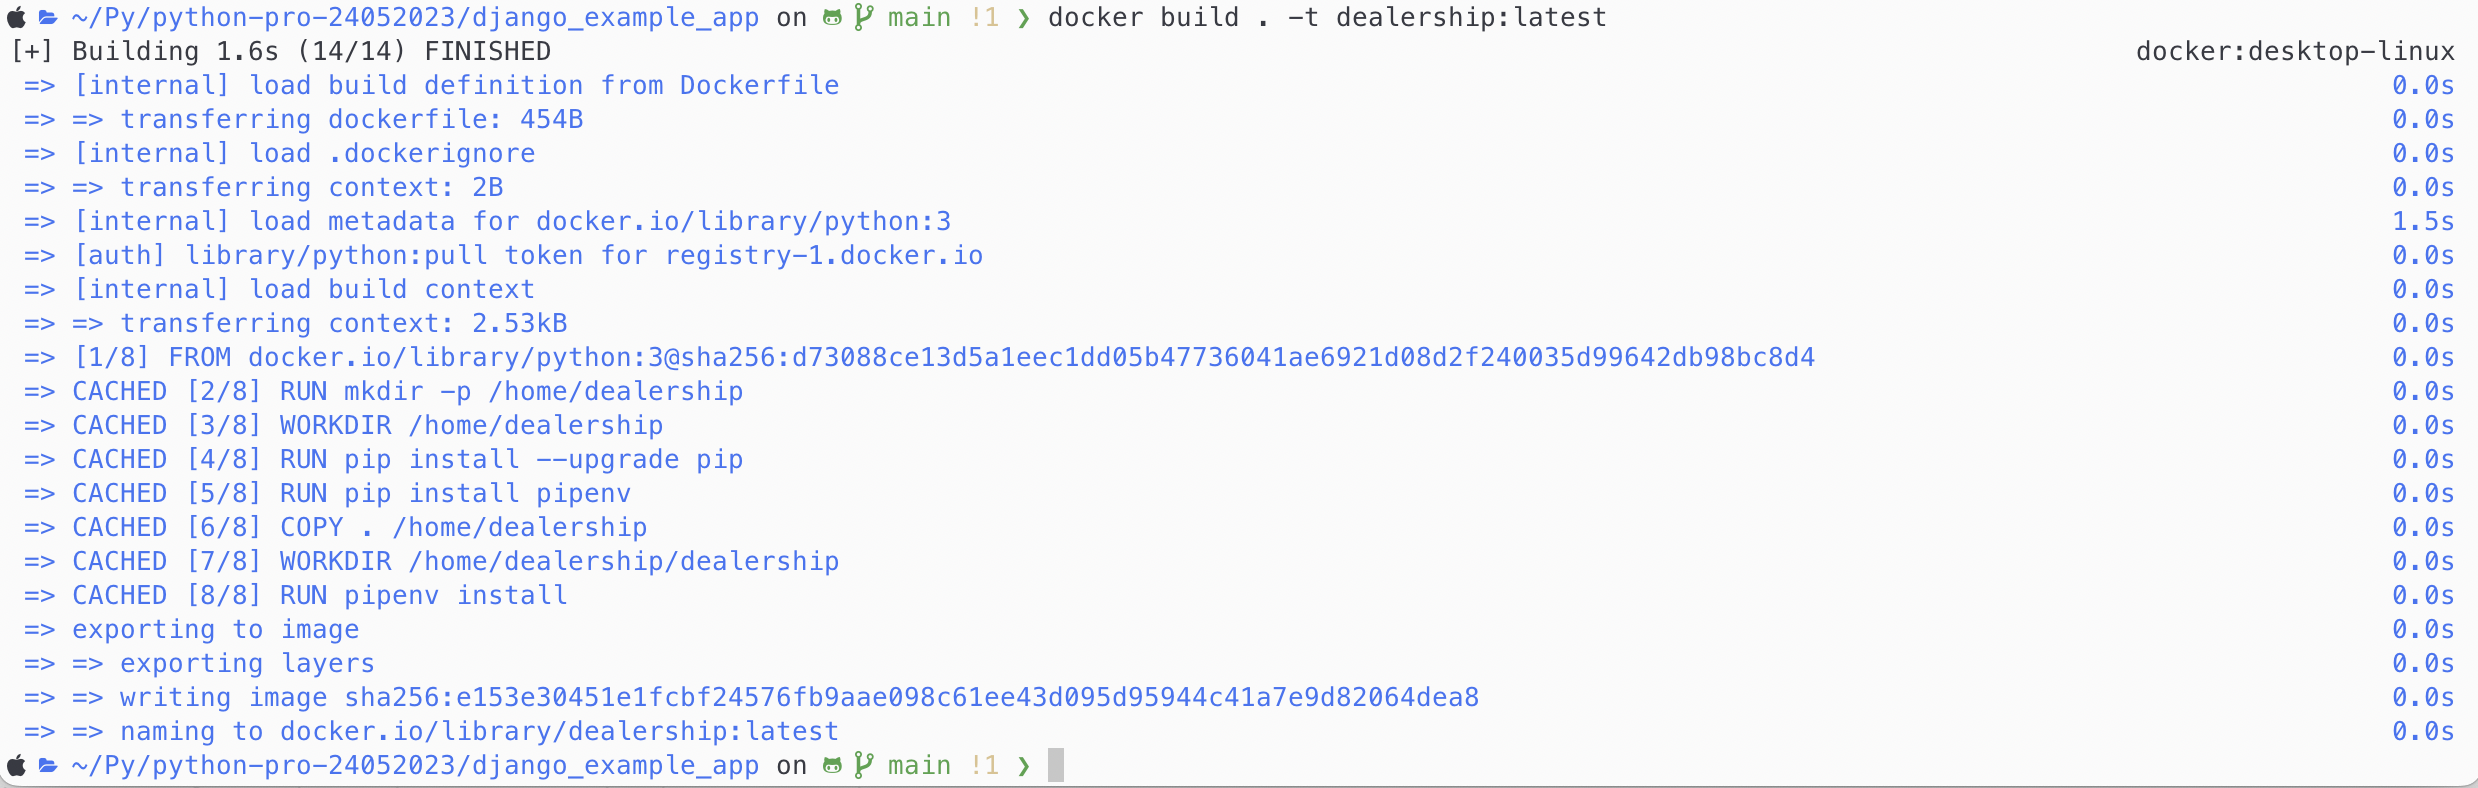 ~/Py/python-pro-24052023/django_example_app on main !1 ❯ docker build . -t dealership:latest
[+] Building 1.6s (14/14) FINISHED docker:desktop-linux
=> [internal] load build definition from Dockerfile 0.0s
=> => transferring dockerfile: 454B 0.0s
=> [internal] load .dockerignore 0.0s
=> => transferring context: 2B 0.0s
=> [internal] load metadata for docker.io/library/python:3 1.5s
=> [auth] library/python:pull token for registry-1.docker.io 0.0s
=> [internal] load build context 0.0s
=> => transferring context: 2.53kB 0.0s
=> [1/8] FROM docker.io/library/python:3@sha256:d73088ce13d5a1eec1dd05b47736041ae6921d08d2f240035d99642db98bc8d4 0.0s
=> CACHED [2/8] RUN mkdir -p /home/dealership 0.0s
=> CACHED [3/8] WORKDIR /home/dealership 0.0s
=> CACHED [4/8] RUN pip install --upgrade pip 0.0s
=> CACHED [5/8] RUN pip install pipenv 0.0s
=> CACHED [6/8] COPY . /home/dealership 0.0s
=> CACHED [7/8] WORKDIR /home/dealership/dealership 0.0s
=> CACHED [8/8] RUN pipenv install 0.0s
=> exporting to image 0.0s
=> => exporting layers 0.0s
=> => writing image sha256:e153e30451e1fcbf24576fb9aae098c61ee43d095d95944c41a7e9d82064dea8 0.0s
=> => naming to docker.io/library/dealership:latest 0.0s
~/Py/python-pro-24052023/django_example_app on main !1 ❯